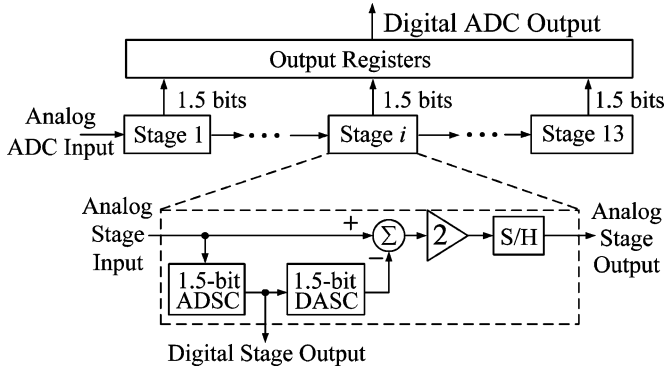 Digital ADC Output
Output Registers
1.5 bits
1.5 bits
1.5 bits
Analog
ADC Input
Stage 1
Stage i
Stage 13
Analog
Stage
Input
+
Σ
−
2
S/H
Analog
Stage
Output
1.5-bit
ADSC
1.5-bit
DASC
Digital Stage Output